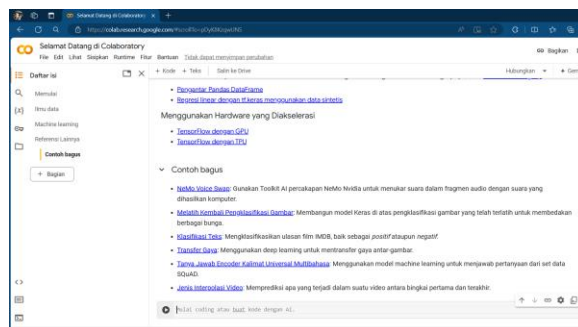 Selamat Datang di Colaboratory
https://colab.research.google.com/#scrollTo=
Selamat Datang di Colaboratory
File Edit Lihat Sisipkan Runtime Fitur Bantuan Tidak dapat menyimpan perubahan
Bagikan
Daftar isi
+ Kode + Teks Salin ke Drive
Hubungkan
Memulai
Ilmu data
Machine learning
Referensi Lainnya
Contoh bagus
+ Bagian
Pengantar Pandas DataFrame
Regresi linear dengan tf.keras menggunakan data sintetis
Menggunakan Hardware yang Diakselerasi
TensorFlow dengan GPU
TensorFlow dengan TPU
Contoh bagus
NeMo Voice Swap: Gunakan Toolkit AI percakapan NeMo Nvidia untuk menukar suara dalam fragmen audio dengan suara yang
dihasilkan komputer.
Melatih Kembali Pengklasifikasi Gambar: Membangun model Keras di atas pengklasifikasi gambar yang telah terlatih untuk membedakan
berbagai bunga.
Klasifikasi Teks: Mengklasifikasikan ulasan film IMDB, baik sebagai positif ataupun negatif.
Transfer Gaya: Menggunakan deep learning untuk mentransfer gaya antar-gambar.
Tanya Jawab Encoder Kalimat Universal Multibahasa: Menggunakan model machine learning untuk menjawab pertanyaan dari set data
SQuAD.
Jenis Interpolasi Video: Memprediksi apa yang terjadi dalam suatu video antara bingkai pertama dan terakhir.
Mulai coding atau buat kode dengan AI.